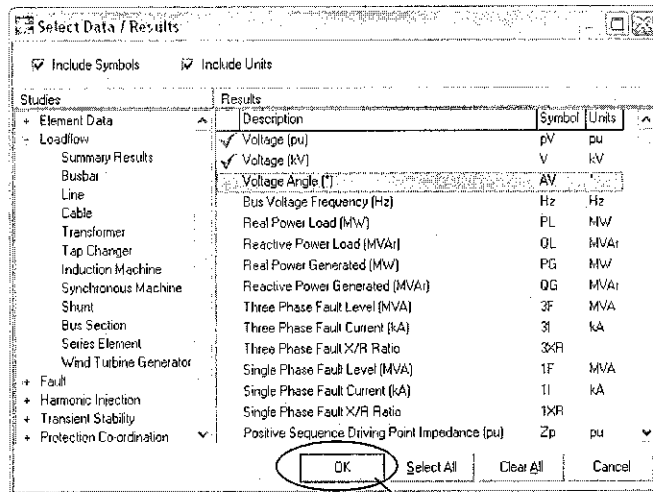 Select Data / Results
Include Symbols Include Units
Studies
+ Element Data
- Loadflow
Summary Results
Busbar
Line
Cable
Transformer
Tap Changer
Induction Machine
Synchronous Machine
Shunt
Bus Section
Series Element
Wind Turbine Generator
+ Fault
+ Harmonic Injection
+ Transient Stability
+ Protection Co-ordination
Results
Description Symbol Units
Voltage (pu) pV pu
Voltage (kV) V kV
Voltage Angle (°) AV °
Bus Voltage Frequency (Hz) Hz Hz
Real Power Load (MW) PL MW
Reactive Power Load (MVAr) QL MVAr
Real Power Generated (MW) PG MW
Reactive Power Generated (MVAr) QG MVAr
Three Phase Fault Level (MVA) 3F MVA
Three Phase Fault Current (kA) 3I kA
Three Phase Fault X/R Ratio 3XR
Single Phase Fault Level (MVA) 1F MVA
Single Phase Fault Current (kA) 1I kA
Single Phase Fault X/R Ratio 1XR
Positive Sequence Driving Point Impedance (pu) Zp pu
OK Select All Clear All Cancel